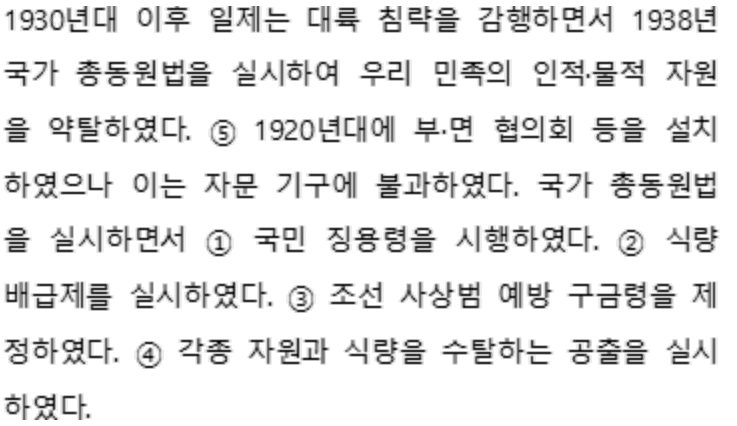 1930년대 이후 일제는 대륙 침략을 감행하면서 1938년
국가 총동원법을 실시하여 우리 민족의 인적·물적 자원
을 약탈하였다. ⑤ 1920년대에 부·면 협의회 등을 설치
하였으나 이는 자문 기구에 불과하였다. 국가 총동원법
을 실시하면서 ① 국민 징용령을 시행하였다. ② 식량
배급제를 실시하였다. ③ 조선 사상범 예방 구금령을 제
정하였다. ④ 각종 자원과 식량을 수탈하는 공출을 실시
하였다.